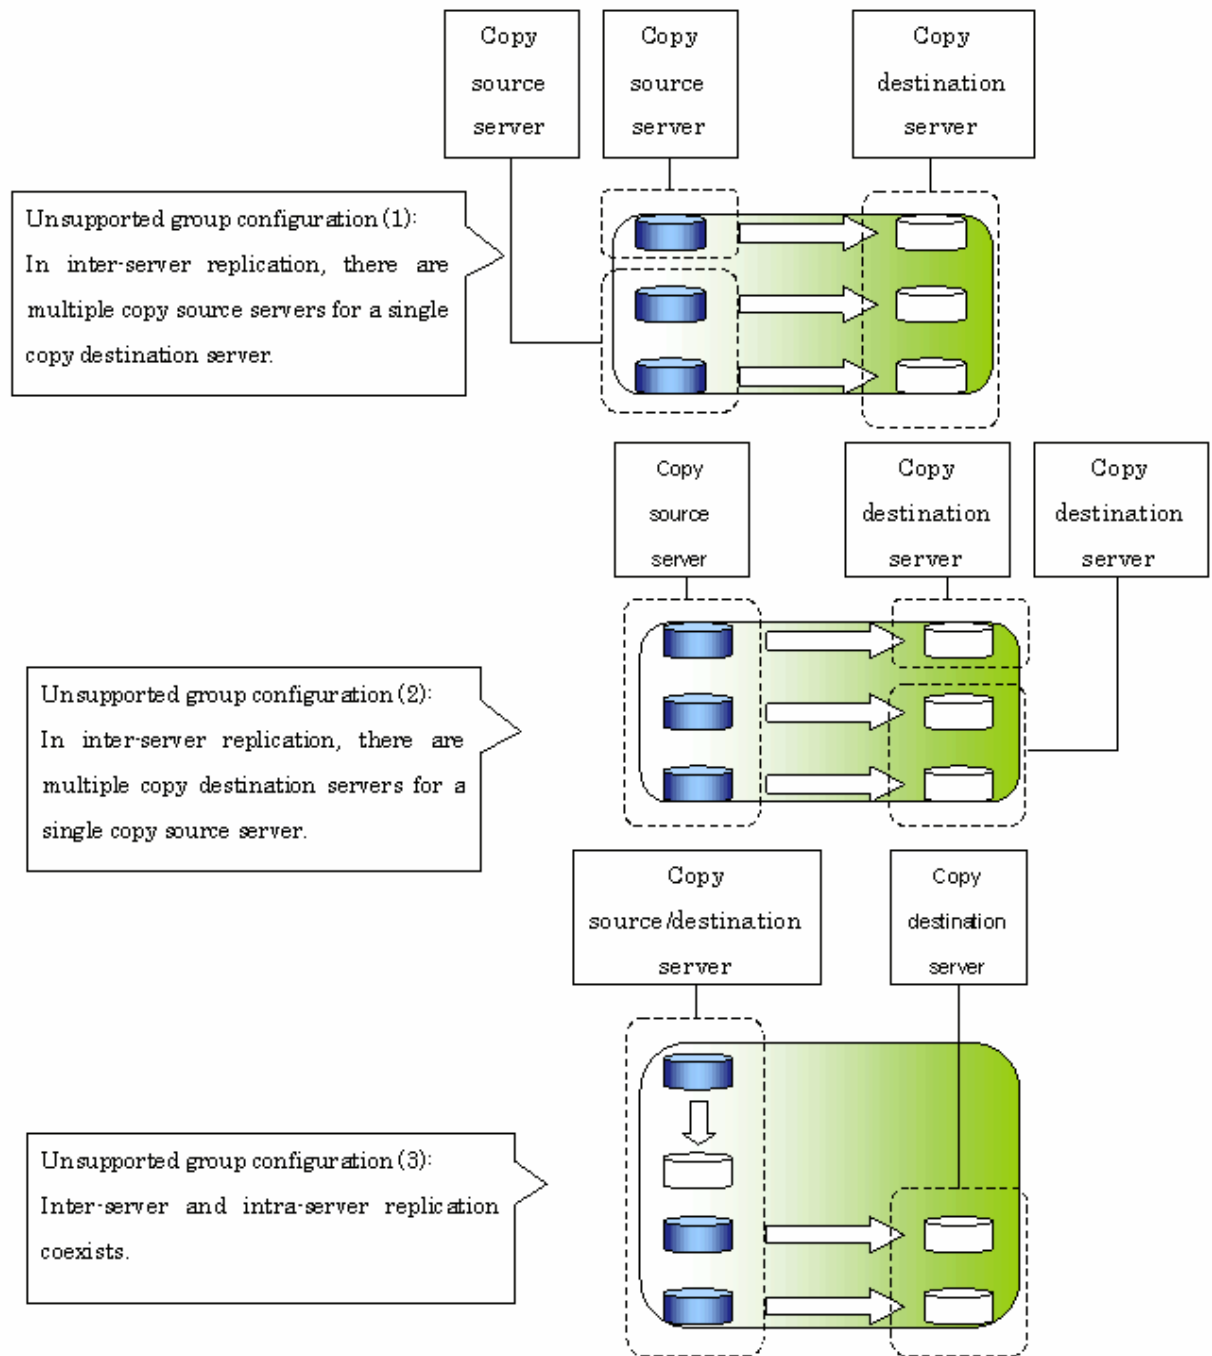 Copy
source
server
Copy
source
server
Copy
destination
server
Unsupported group configuration (1):
In inter-server replication, there are
multiple copy source servers for a single
copy destination server.
Copy
source
server
Copy
destination
server
Copy
destination
server
Unsupported group configuration (2):
In inter-server replication, there are
multiple copy destination servers for a
single copy source server.
Copy
source/destination
server
Copy
destination
server
Unsupported group configuration (3):
Inter-server and intra-server replication
coexists.